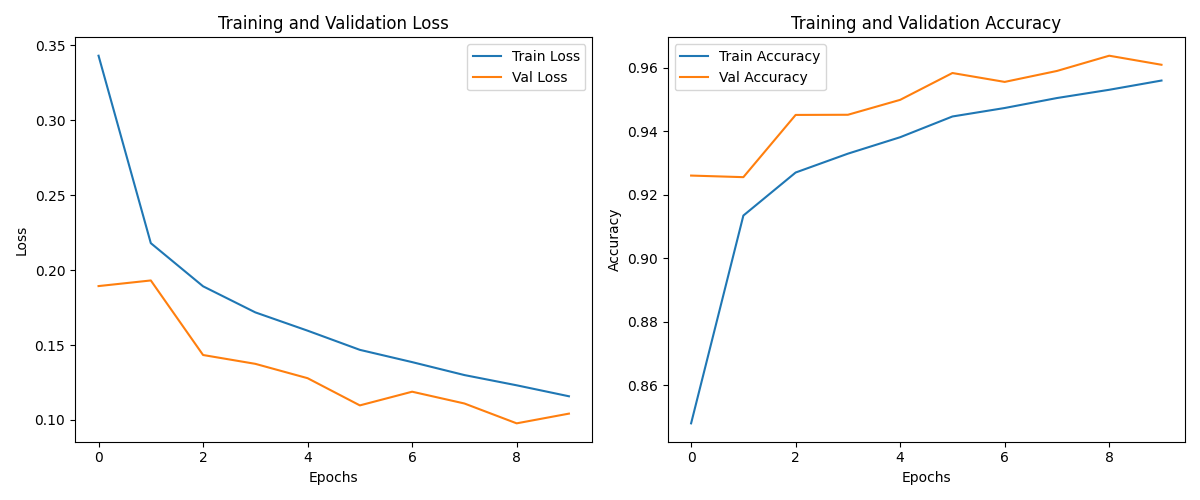 Training and Validation Loss
0.35
0.30
0.25
0.20
0.15
0.10
Loss
Train Loss
Val Loss
0 2 4 6 8
Epochs
Training and Validation Accuracy
0.96
0.94
0.92
0.90
0.88
0.86
Accuracy
Train Accuracy
Val Accuracy
0 2 4 6 8
Epochs